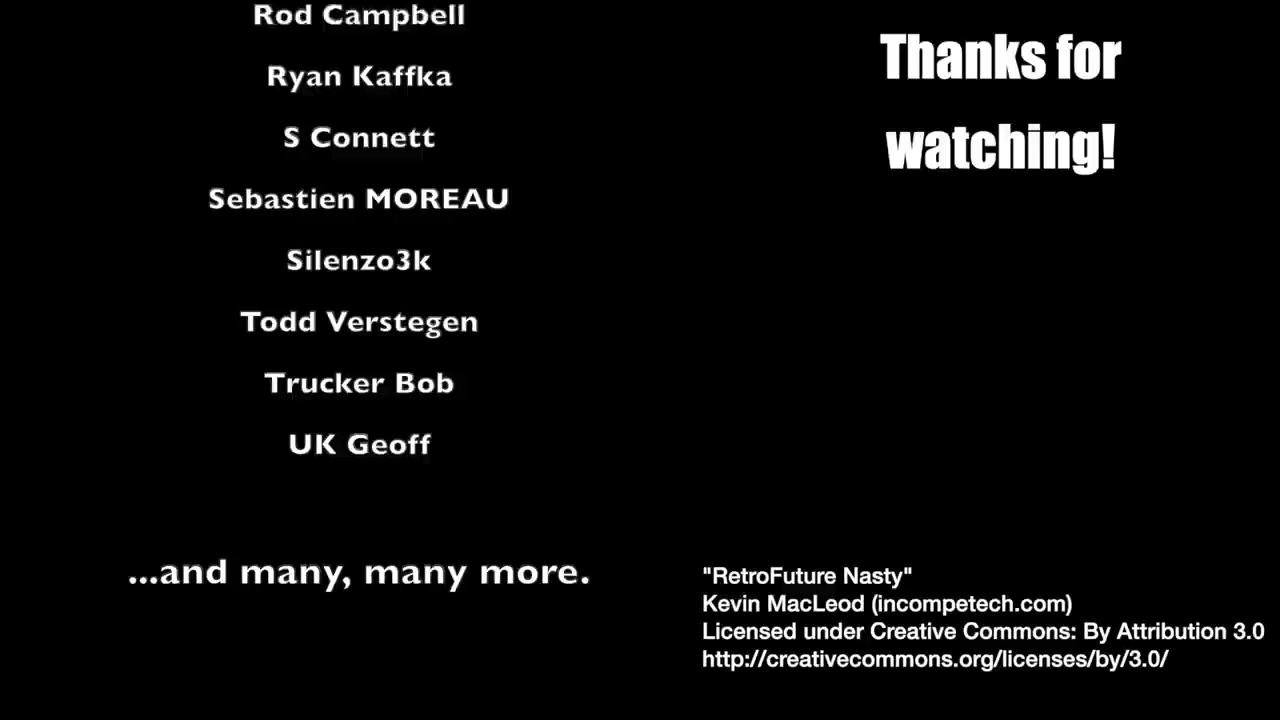 Rod Campbell
Ryan Kaffka
S Connett
Sebastien MOREAU
Silenzo3k
Todd Verstegen
Trucker Bob
UK Geoff
...and many, many more.
Thanks for
watching!
"RetroFuture Nasty"
Kevin MacLeod (incompetech.com)
Licensed under Creative Commons: By Attribution 3.0
http://creativecommons.org/licenses/by/3.0/